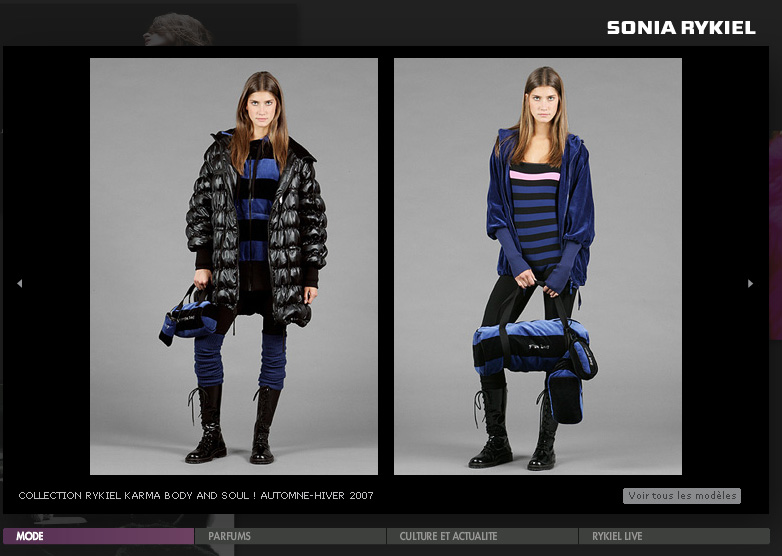 SONIA RYKIEL
COLLECTION RYKIEL KARMA BODY AND SOUL ! AUTOMNE-HIVER 2007
Voir tous les modèles
MODE
PARFUMS
CULTURE ET ACTUALITE
RYKIEL LIVE